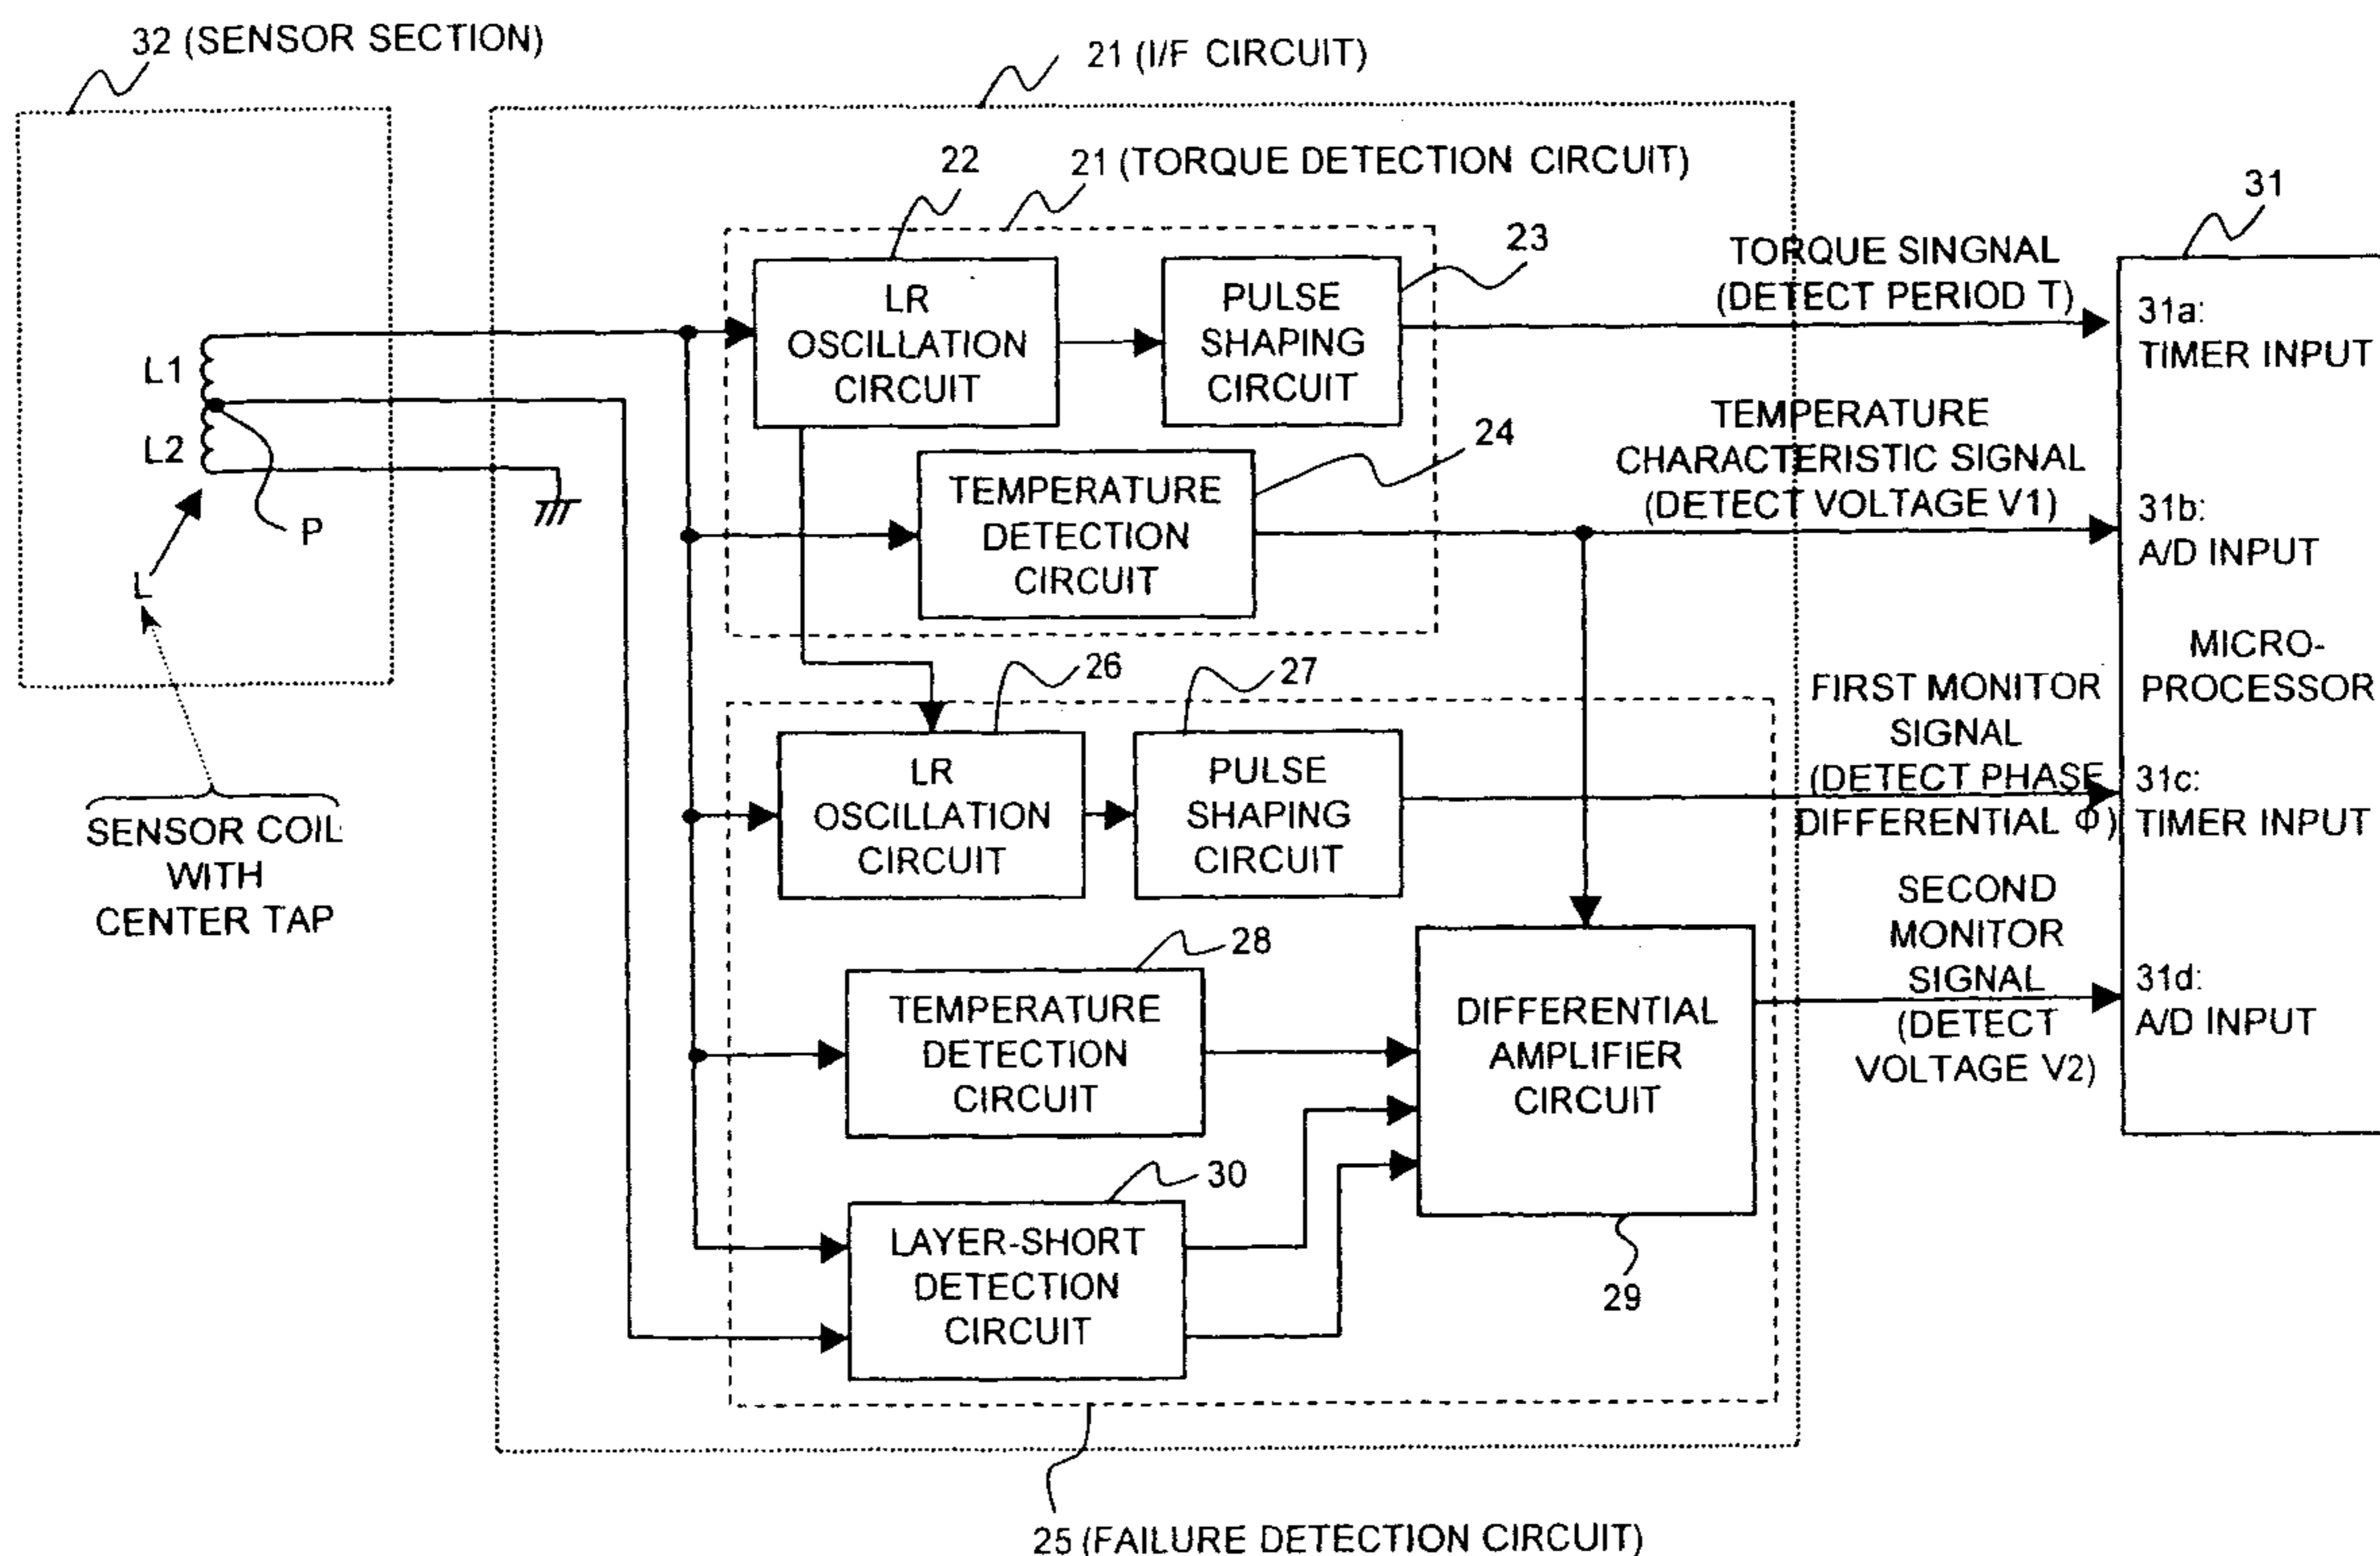 32 (SENSOR SECTION)
21 (I/F CIRCUIT)
22
21 (TORQUE DETECTION CIRCUIT)
23
31
LR
OSCILLATION
CIRCUIT
PULSE
SHAPING
CIRCUIT
TORQUE SINGNAL
(DETECT PERIOD T)
31a:
TIMER INPUT
L1
L2
P
L
SENSOR COIL
WITH
CENTER TAP
24
TEMPERATURE
DETECTION
CIRCUIT
TEMPERATURE
CHARACTERISTIC SIGNAL
(DETECT VOLTAGE V1)
31b:
A/D INPUT
MICRO-
PROCESSOR
26
27
LR
OSCILLATION
CIRCUIT
PULSE
SHAPING
CIRCUIT
FIRST MONITOR
SIGNAL
(DETECT PHASE
DIFFERENTIAL Φ)
31c:
TIMER INPUT
28
TEMPERATURE
DETECTION
CIRCUIT
DIFFERENTIAL
AMPLIFIER
CIRCUIT
29
SECOND
MONITOR
SIGNAL
(DETECT
VOLTAGE V2)
31d:
A/D INPUT
30
LAYER-SHORT
DETECTION
CIRCUIT
25 (FAILURE DETECTION CIRCUIT)